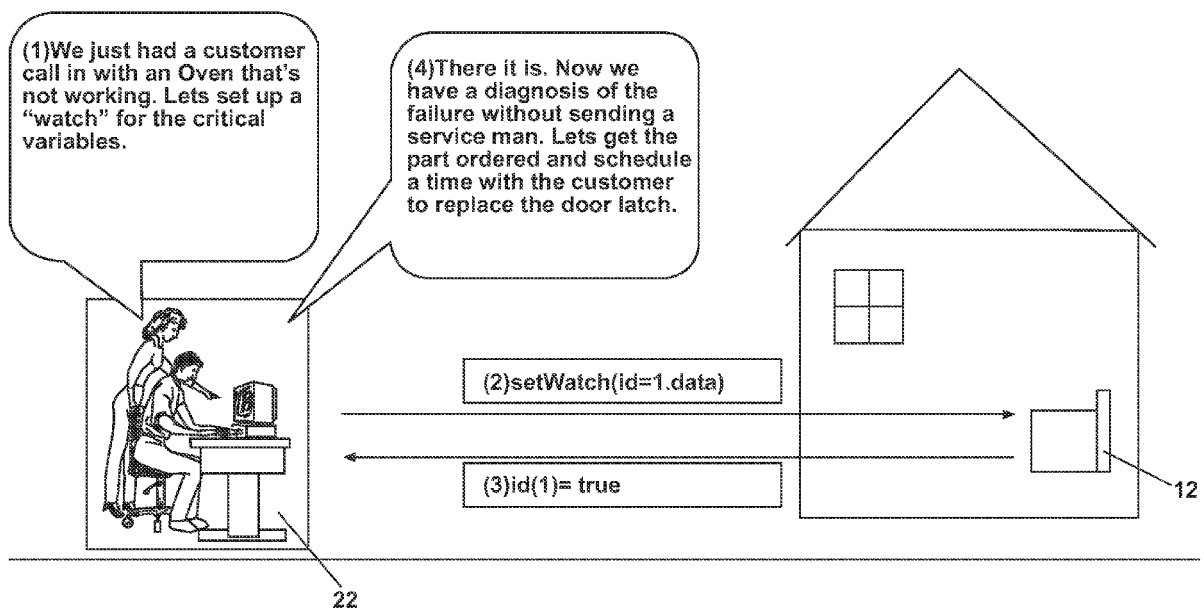 (1)We just had a customer
call in with an Oven that's
not working. Lets set up a
“watch” for the critical
variables.
(4)There it is. Now we
have a diagnosis of the
failure without sending a
service man. Lets get the
part ordered and schedule
a time with the customer
to replace the door latch.
(2)setWatch(id=1.data)
(3)id(1)= true
12
22